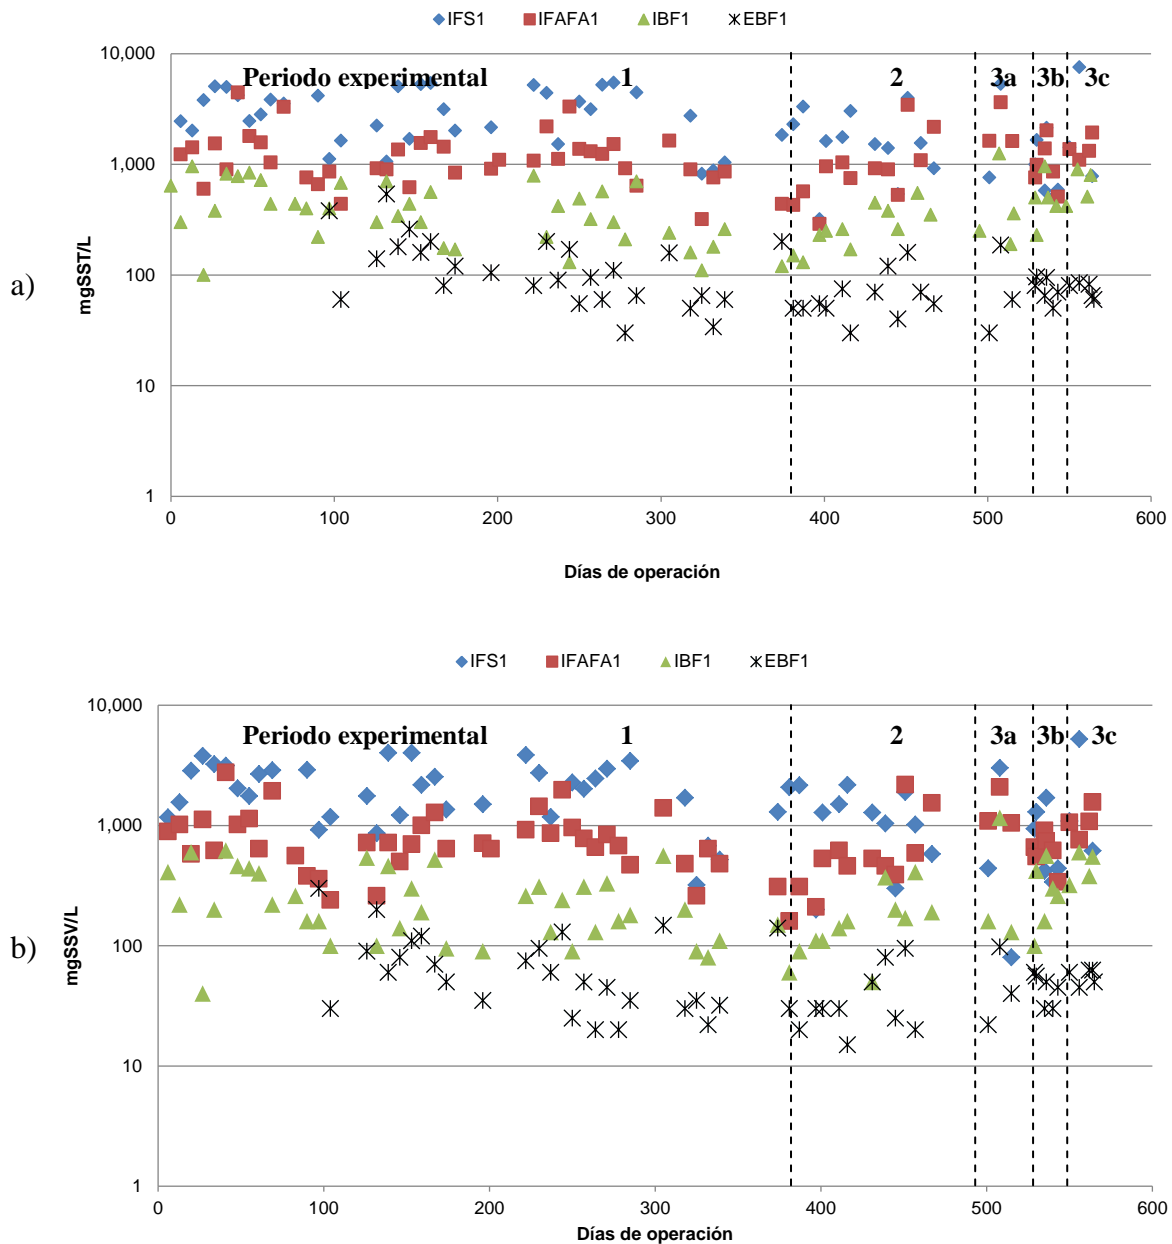 IFS1 IFAFA1 IBF1 EBF1
a)
mgSST/L
10,000
1,000
100
10
1
Periodo experimental 1 2 3a 3b 3c
0 100 200 300 400 500 600
Días de operación
IFS1 IFAFA1 IBF1 EBF1
b)
mgSSV/L
10,000
1,000
100
10
1
Periodo experimental 1 2 3a 3b 3c
0 100 200 300 400 500 600
Días de operación